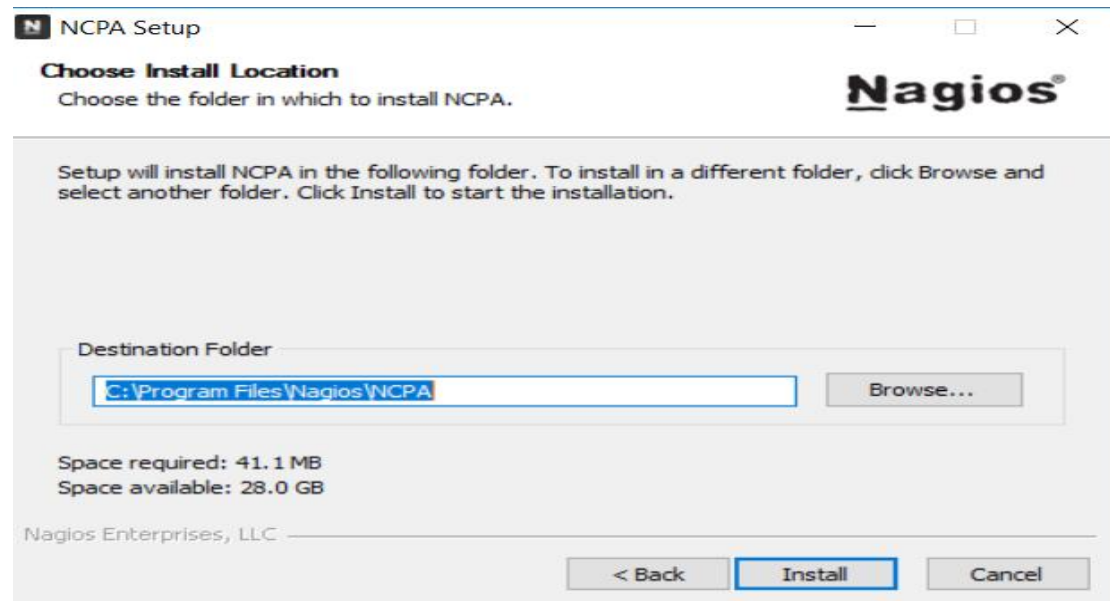 NCPA Setup
Choose Install Location
Choose the folder in which to install NCPA.
Nagios®
Setup will install NCPA in the following folder. To install in a different folder, click Browse and
select another folder. Click Install to start the installation.
Destination Folder
C:\Program Files\Nagios\NCPA
Browse...
Space required: 41.1 MB
Space available: 28.0 GB
Nagios Enterprises, LLC
< Back Install Cancel